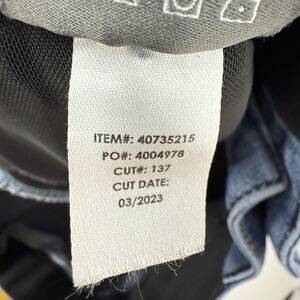 ITEM#: 40735215
PO#: 4004978
CUT#: 137
CUT DATE:
03/2023